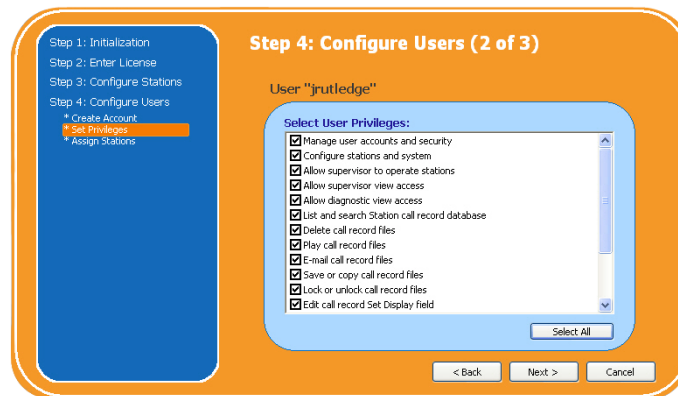 Step 1: Initialization
Step 2: Enter License
Step 3: Configure Stations
Step 4: Configure Users
* Create Account
* Set Privileges
* Assign Stations
Step 4: Configure Users (2 of 3)
User "jrutledge"
Select User Privileges:
Manage user accounts and security
Configure stations and system
Allow supervisor to operate stations
Allow supervisor view access
Allow diagnostic view access
List and search Station call record database
Delete call record files
Play call record files
E-mail call record files
Save or copy call record files
Lock or unlock call record files
Edit call record Set Display field
Select All
< Back
Next >
Cancel